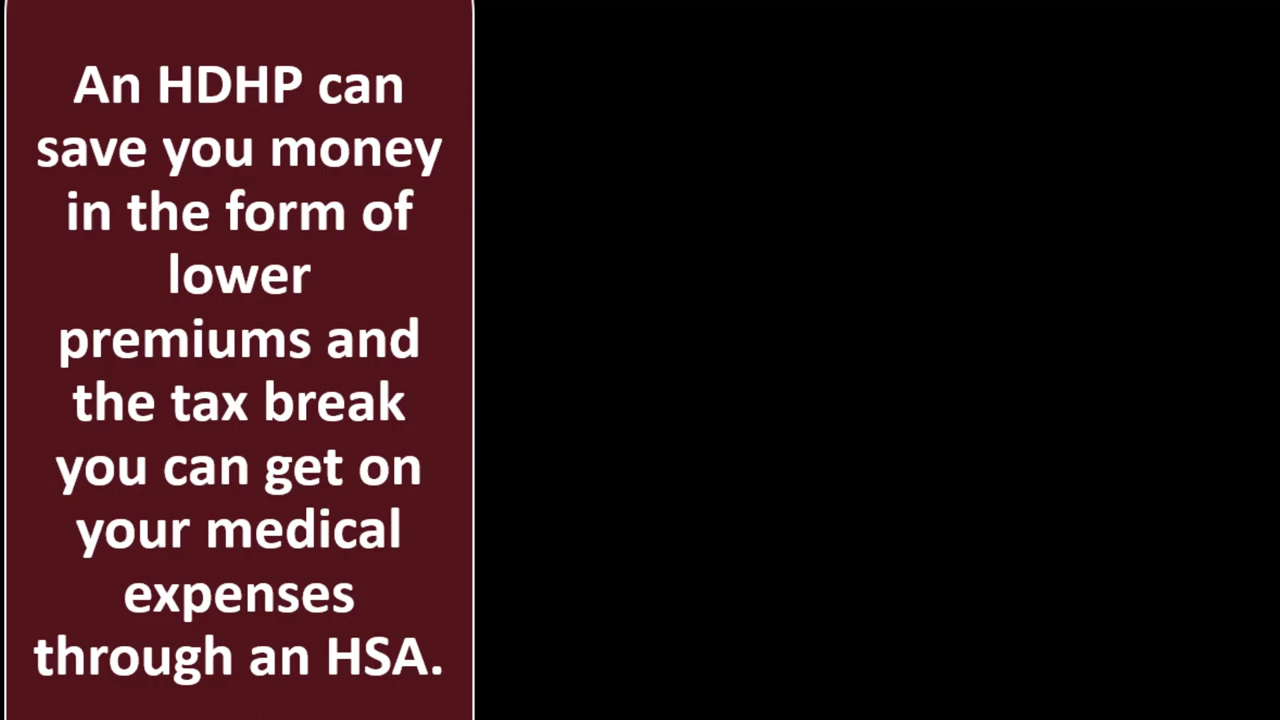 An HDHP can
save you money
in the form of
lower
premiums and
the tax break
you can get on
your medical
expenses
through an HSA.